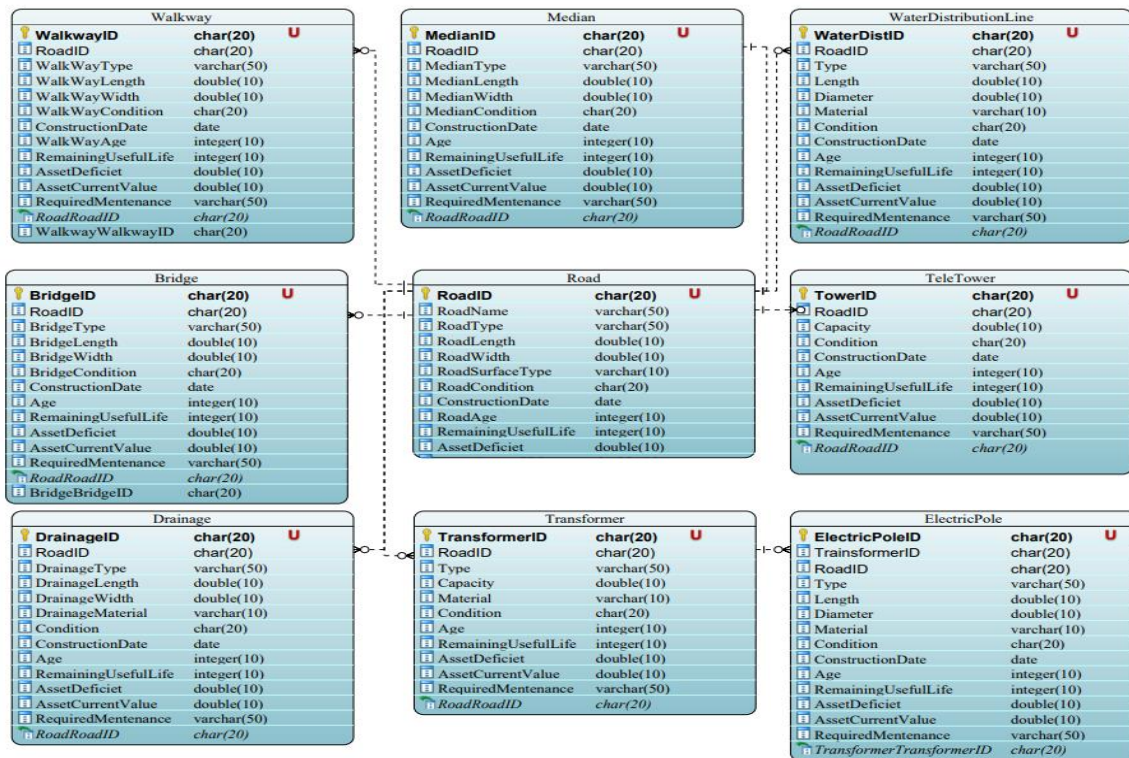 Walkway
WalkwayID char(20) U
RoadID char(20)
WalkWayType varchar(50)
WalkWayLength double(10)
WalkWayWidth double(10)
WalkWayCondition char(20)
ConstructionDate date
WalkWayAge integer(10)
RemainingUsefulLife integer(10)
AssetDeficiet double(10)
AssetCurrentValue double(10)
RequiredMentenance varchar(50)
RoadRoadID char(20)
WalkwayWalkwayID char(20)
Median
MedianID char(20) U
RoadID char(20)
MedianType varchar(50)
MedianLength double(10)
MedianWidth double(10)
MedianCondition char(20)
ConstructionDate date
Age integer(10)
RemainingUsefulLife integer(10)
AssetDeficiet double(10)
AssetCurrentValue double(10)
RequiredMentenance varchar(50)
RoadRoadID char(20)
WaterDistributionLine
WaterDistID char(20) U
RoadID char(20)
Type varchar(50)
Length double(10)
Diameter double(10)
Material varchar(10)
Condition char(20)
ConstructionDate date
Age integer(10)
RemainingUsefulLife integer(10)
AssetDeficiet double(10)
AssetCurrentValue double(10)
RequiredMentenance varchar(50)
RoadRoadID char(20)
Bridge
BridgeID char(20) U
RoadID char(20)
BridgeType varchar(50)
BridgeLength double(10)
BridgeWidth double(10)
BridgeCondition char(20)
ConstructionDate date
Age integer(10)
RemainingUsefulLife integer(10)
AssetDeficiet double(10)
AssetCurrentValue double(10)
RequiredMentenance varchar(50)
RoadRoadID char(20)
BridgeBridgeID char(20)
Road
RoadID char(20) U
RoadName varchar(50)
RoadType varchar(50)
RoadLength double(10)
RoadWidth double(10)
RoadSurfaceType varchar(10)
RoadCondition char(20)
ConstructionDate date
RoadAge integer(10)
RemainingUsefulLife integer(10)
AssetDeficiet double(10)
TeleTower
TowerID char(20) U
RoadID char(20)
Capacity double(10)
Condition char(20)
ConstructionDate date
Age integer(10)
RemainingUsefulLife integer(10)
AssetDeficiet double(10)
AssetCurrentValue double(10)
RequiredMentenance varchar(50)
RoadRoadID char(20)
Drainage
DrainageID char(20) U
RoadID char(20)
DrainageType varchar(50)
DrainageLength double(10)
DrainageWidth double(10)
DrainageMaterial varchar(10)
Condition char(20)
ConstructionDate date
Age integer(10)
RemainingUsefulLife integer(10)
AssetDeficiet double(10)
AssetCurrentValue double(10)
RequiredMentenance varchar(50)
RoadRoadID char(20)
Transformer
TransformerID char(20) U
RoadID char(20)
Type varchar(50)
Capacity double(10)
Material varchar(10)
Condition char(20)
Age integer(10)
RemainingUsefulLife integer(10)
AssetDeficiet double(10)
AssetCurrentValue double(10)
RequiredMentenance varchar(50)
RoadRoadID char(20)
ElectricPole
ElectricPoleID char(20) U
TrainsformerID char(20)
RoadID char(20)
Type varchar(50)
Length double(10)
Diameter double(10)
Material varchar(10)
Condition char(20)
ConstructionDate date
Age integer(10)
RemainingUsefulLife integer(10)
AssetDeficiet double(10)
AssetCurrentValue double(10)
RequiredMentenance varchar(50)
TransformerTransformerID char(20)